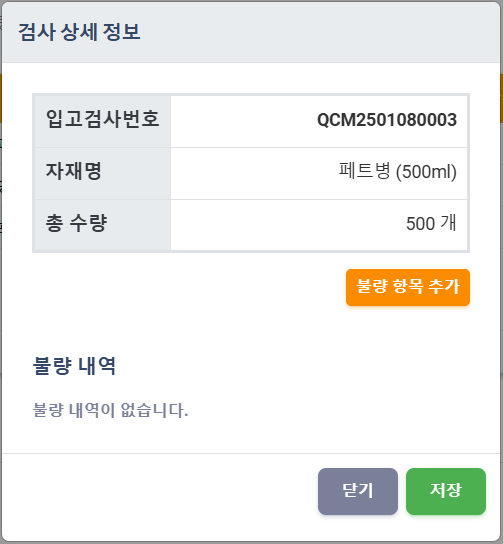 검사 상세 정보
입고검사번호 QCM2501080003
자재명 페트병 (500ml)
총 수량 500 개
불량 항목 추가
불량 내역
불량 내역이 없습니다.
닫기 저장